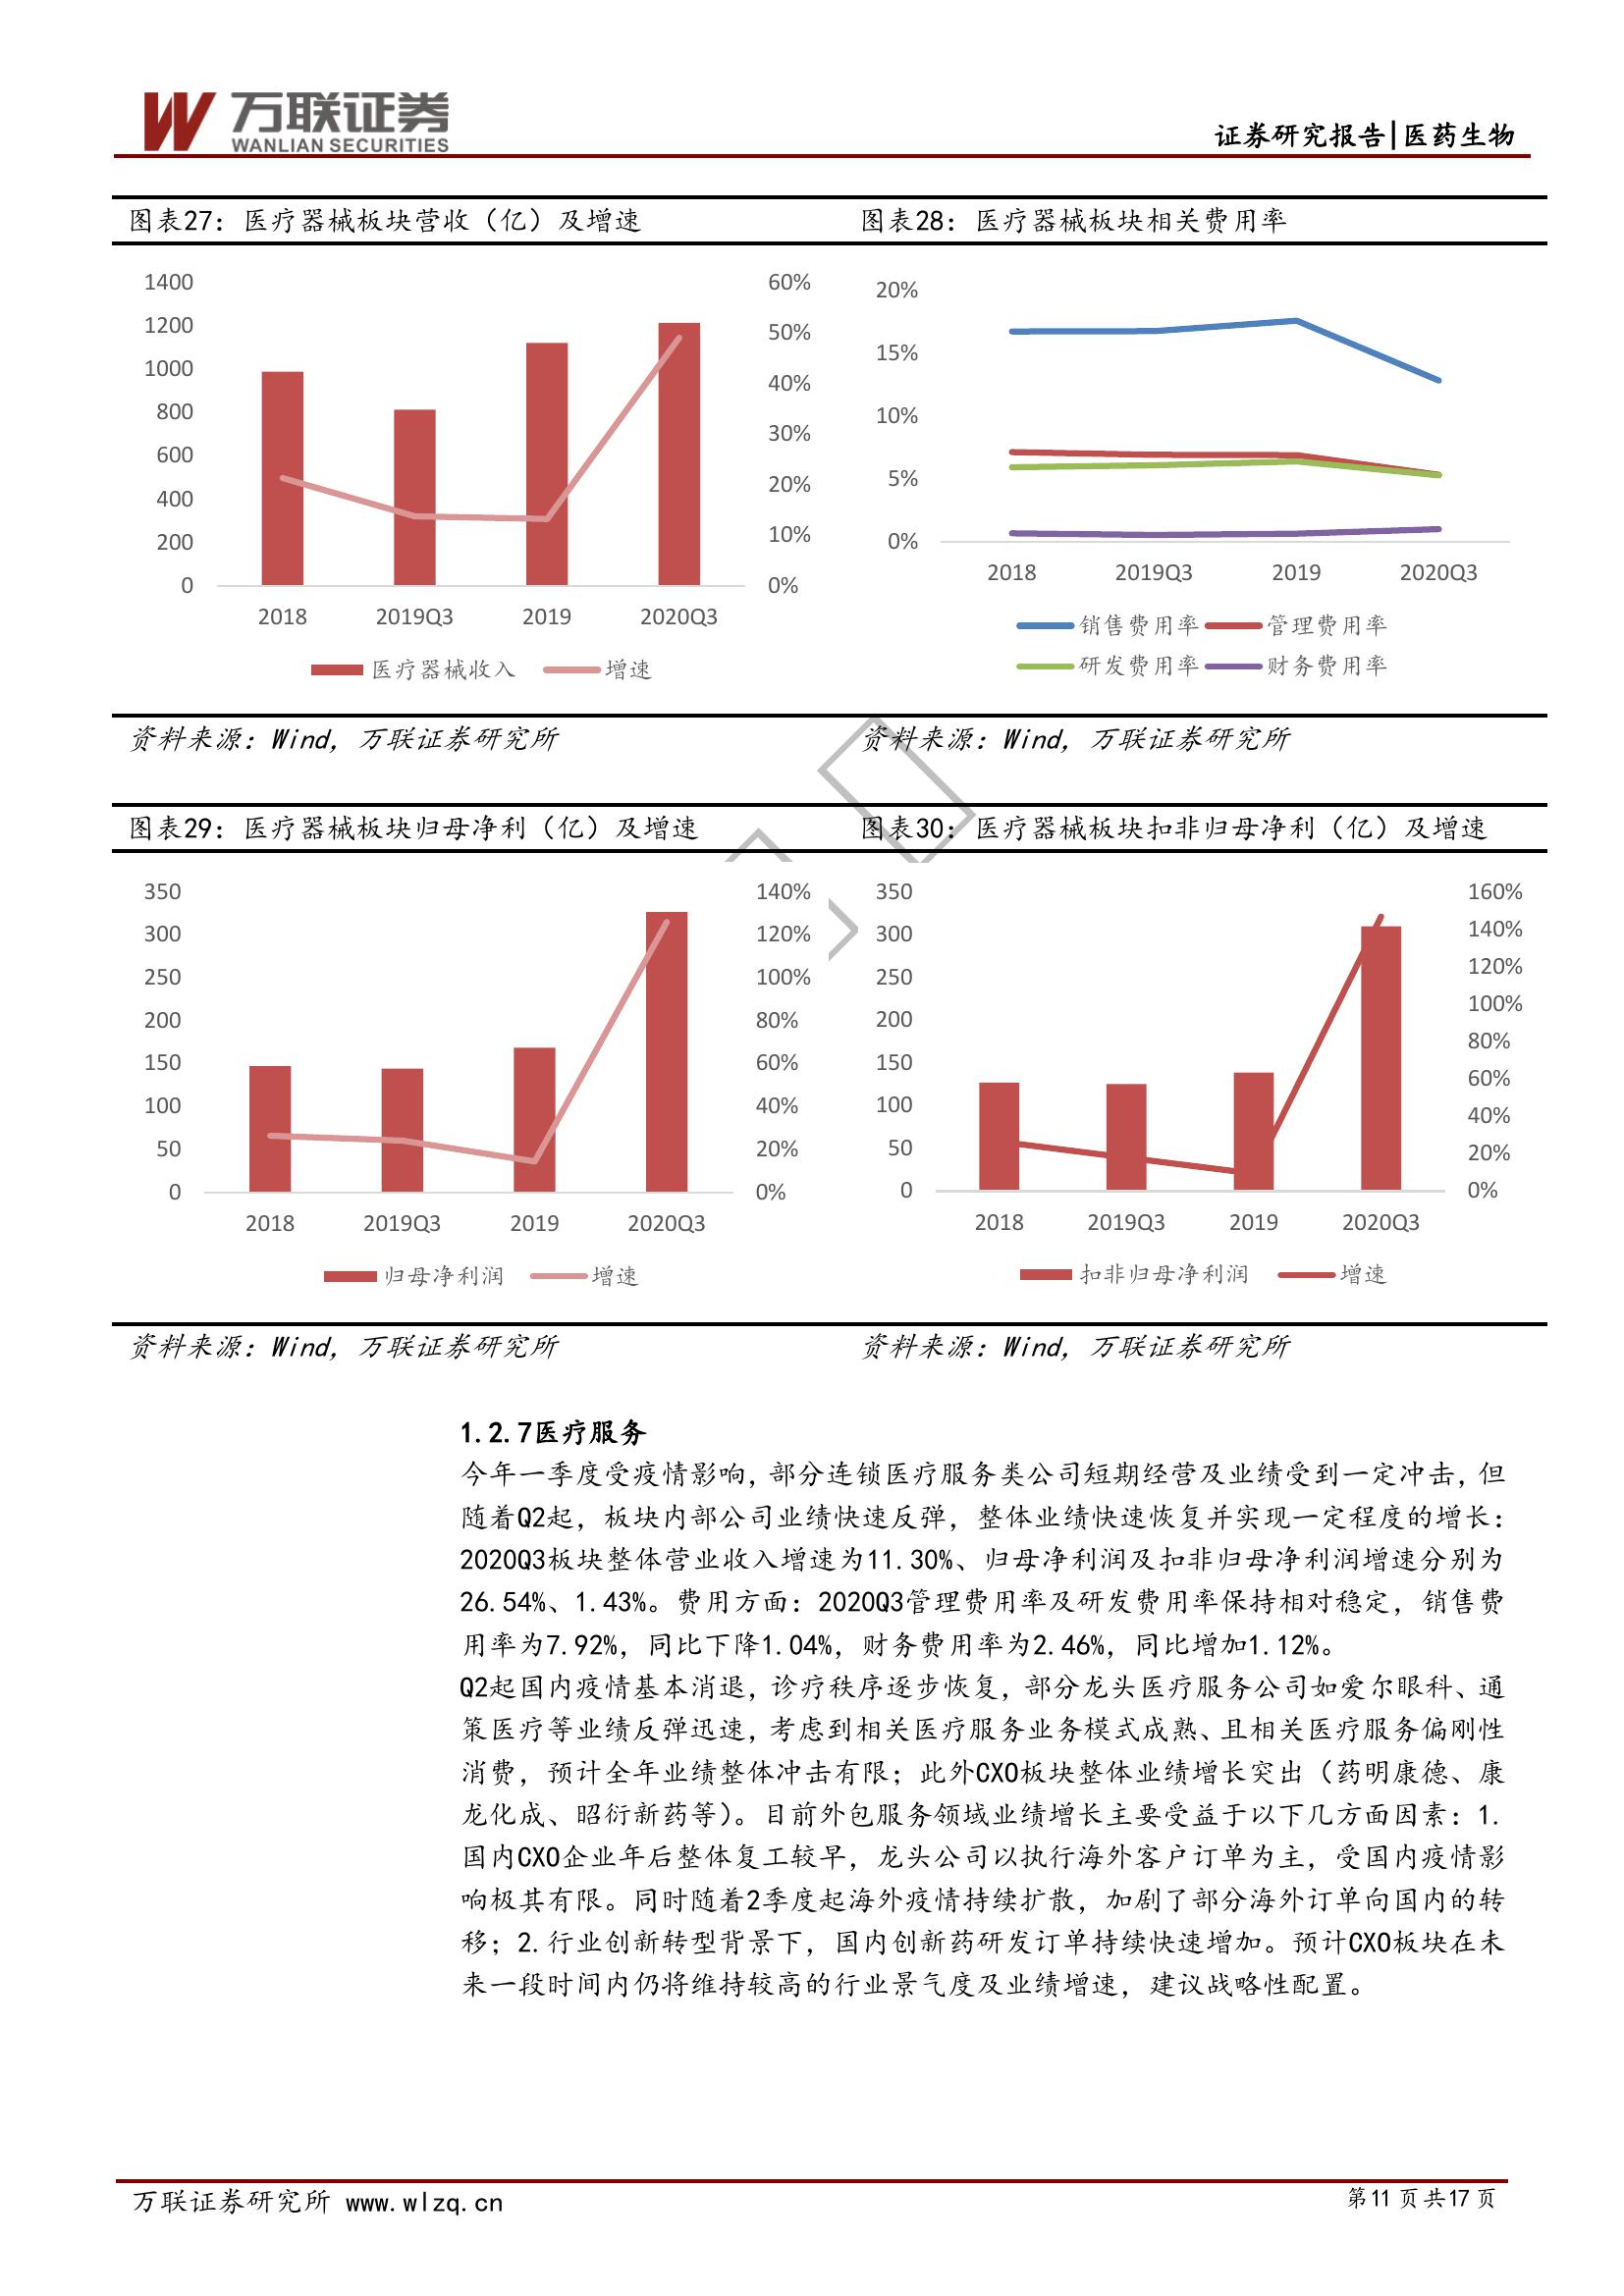 万联证券
WANLIAN SECURITIES
证券研究报告|医药生物
图表27：医疗器械板块营收（亿）及增速
1400
1200
1000
800
600
400
200
0
60%
50%
40%
30%
20%
10%
0%
2018 2019Q3 2019 2020Q3
医疗器械收入 增速
资料来源：Wind, 万联证券研究所
图表28：医疗器械板块相关费用率
20%
15%
10%
5%
0%
2018 2019Q3 2019 2020Q3
销售费用率 管理费用率
研发费用率 财务费用率
资料来源：Wind, 万联证券研究所
图表29：医疗器械板块归母净利（亿）及增速
350
300
250
200
150
100
50
0
140%
120%
100%
80%
60%
40%
20%
0%
2018 2019Q3 2019 2020Q3
归母净利润 增速
资料来源：Wind, 万联证券研究所
图表30：医疗器械板块扣非归母净利（亿）及增速
350
300
250
200
150
100
50
0
160%
140%
120%
100%
80%
60%
40%
20%
0%
2018 2019Q3 2019 2020Q3
扣非归母净利润 增速
资料来源：Wind, 万联证券研究所
1.2.7医疗服务
今年一季度受疫情影响，部分连锁医疗服务类公司短期经营及业绩受到一定冲击，但
随着Q2起，板块内部公司业绩快速反弹，整体业绩快速恢复并实现一定程度的增长：
2020Q3板块整体营业收入增速为11.30%、归母净利润及扣非归母净利润增速分别为
26.54%、1.43%。费用方面：2020Q3管理费用率及研发费用率保持相对稳定，销售费
用率为7.92%，同比下降1.04%，财务费用率为2.46%，同比增加1.12%。
Q2起国内疫情基本消退，诊疗秩序逐步恢复，部分龙头医疗服务公司如爱尔眼科、通
策医疗等业绩反弹迅速，考虑到相关医疗服务业务模式成熟、且相关医疗服务偏刚性
消费，预计全年业绩整体冲击有限；此外CXO板块整体业绩增长突出（药明康德、康
龙化成、昭衍新药等）。目前外包服务领域业绩增长主要受益于以下几方面因素：1.
国内CXO企业年后整体复工较早，龙头公司以执行海外客户订单为主，受国内疫情影
响极其有限。同时随着2季度起海外疫情持续扩散，加剧了部分海外订单向国内的转
移；2.行业创新转型背景下，国内创新药研发订单持续快速增加。预计CXO板块在未
来一段时间内仍将维持较高的行业景气度及业绩增速，建议战略性配置。
万联证券研究所 www.wlzq.cn
第11 页 共17 页